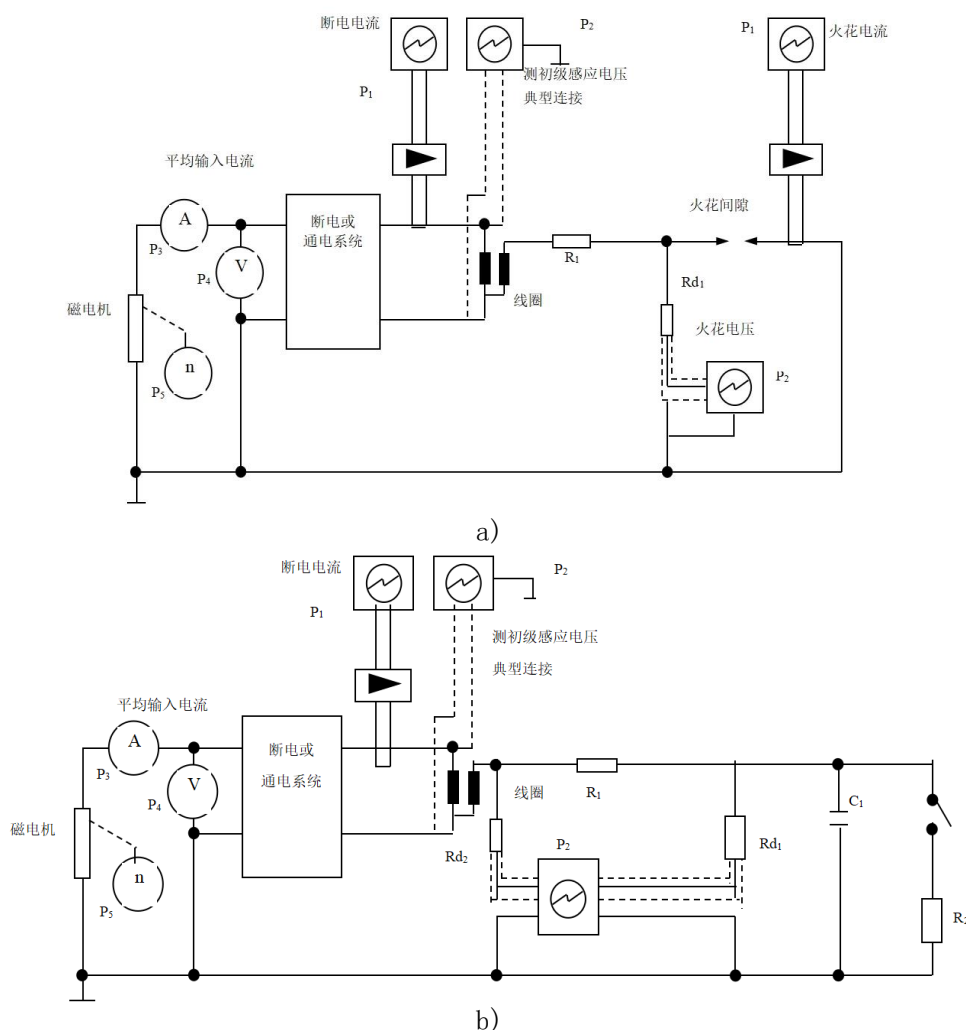 断电电流
P2
P1
火花电流
测初级感应电压
典型连接
P1
平均输入电流
火花间隙
断电或
通电系统
A
P3
V
P4
R1
Rd1
线圈
磁电机
火花电压
n
P5
P2
a)
断电电流
P2
P1
测初级感应电压
典型连接
平均输入电流
断电或
通电系统
A
P3
V
P4
线圈
R1
C1
磁电机
Rd2
P2
Rd1
n
P5
b)